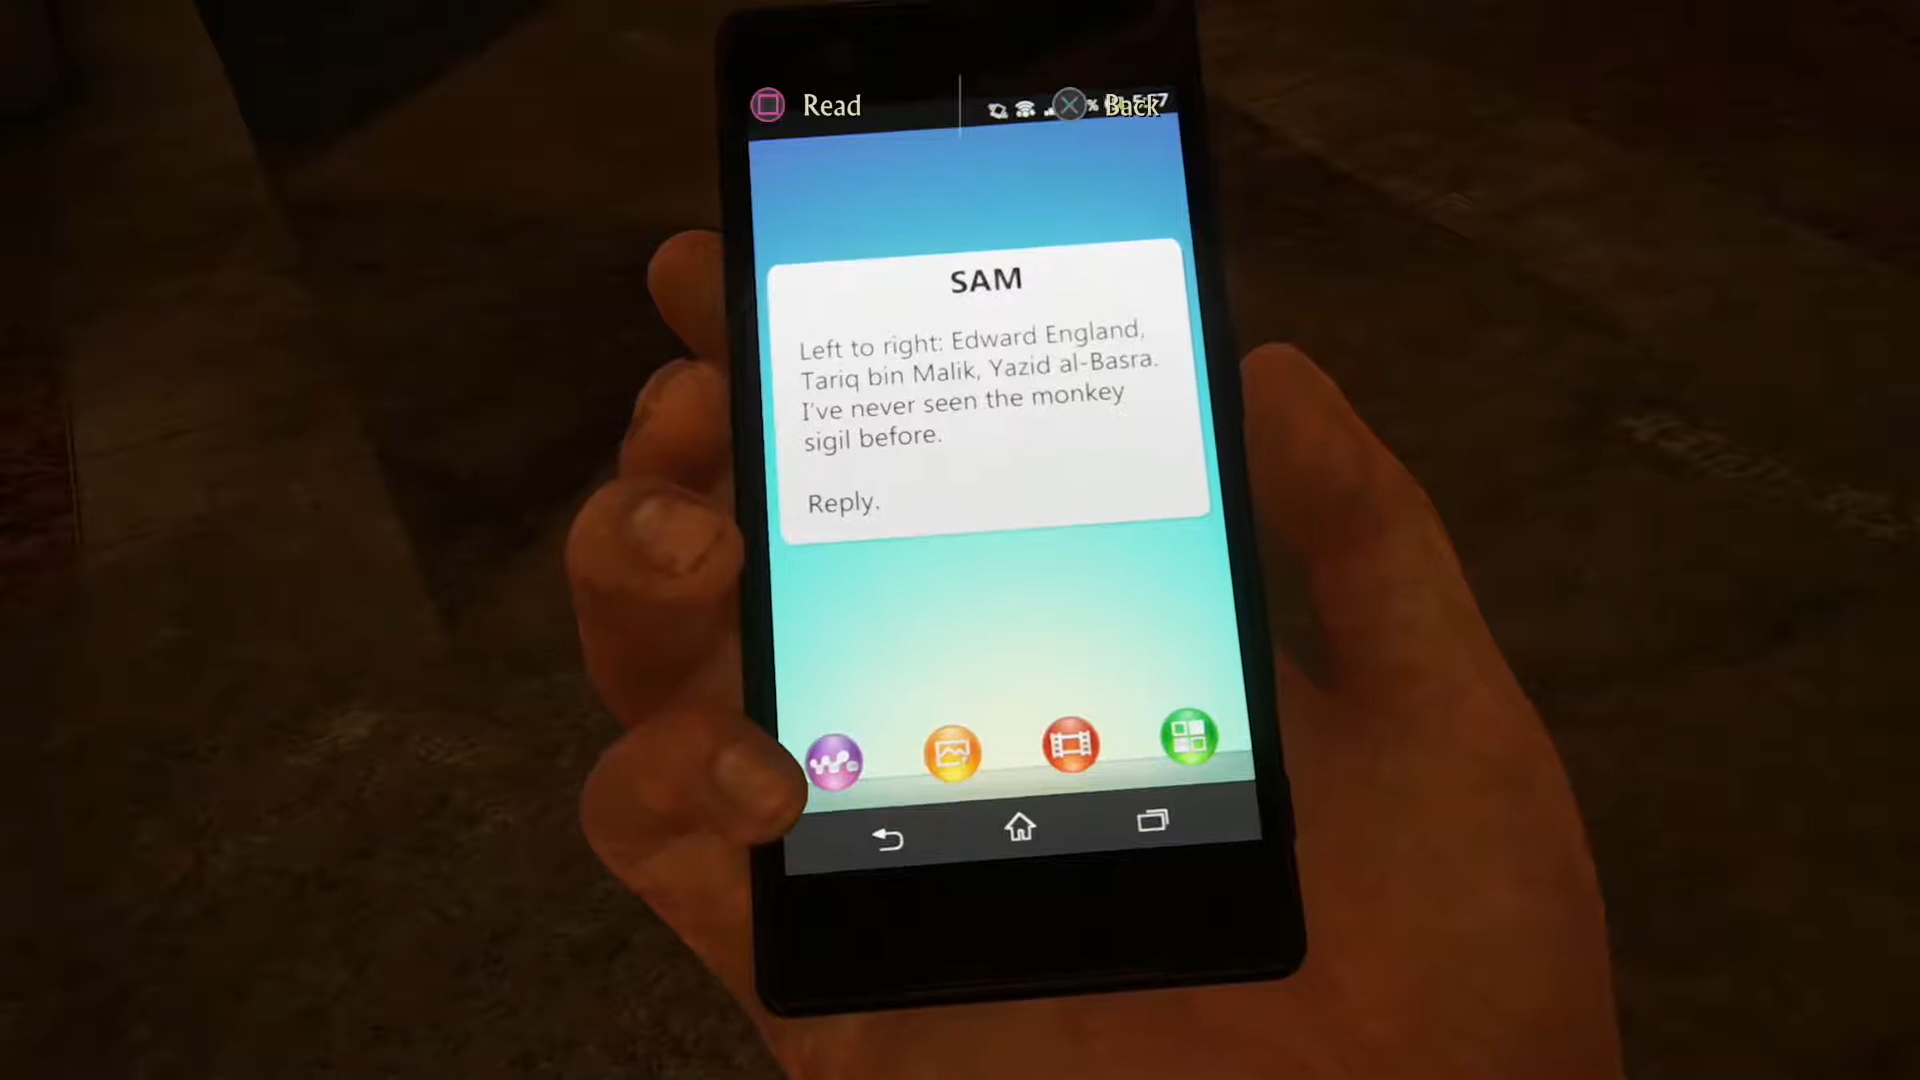 Read
Back
SAM
Left to right: Edward England,
Tariq bin Malik, Yazid al-Basra.
I've never seen the monkey
sigil before.
Reply.